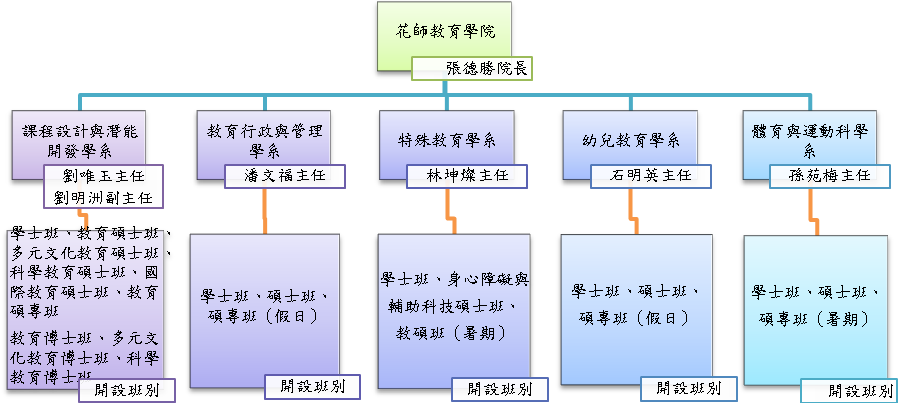 花師教育學院
張德勝院長
課程設計與潛能
開發學系
劉唯玉主任
劉明洲副主任
教育行政與管理
學系
潘文福主任
特殊教育學系
林坤燦主任
幼兒教育學系
石明英主任
體育與運動科學
系
孫苑梅主任
學士班、教育碩士班、
多元文化教育碩士班、
科學教育碩士班、國
際教育碩士班、教育
碩專班
教育博士班、多元文
化教育博士班、科學
教育博士班
開設班別
學士班、碩士班、
碩專班（假日）
開設班別
學士班、身心障礙與
輔助科技碩士班、
教碩班（暑期）
開設班別
學士班、碩士班、
碩專班（假日）
開設班別
學士班、碩士班、
碩專班（暑期）
開設班別